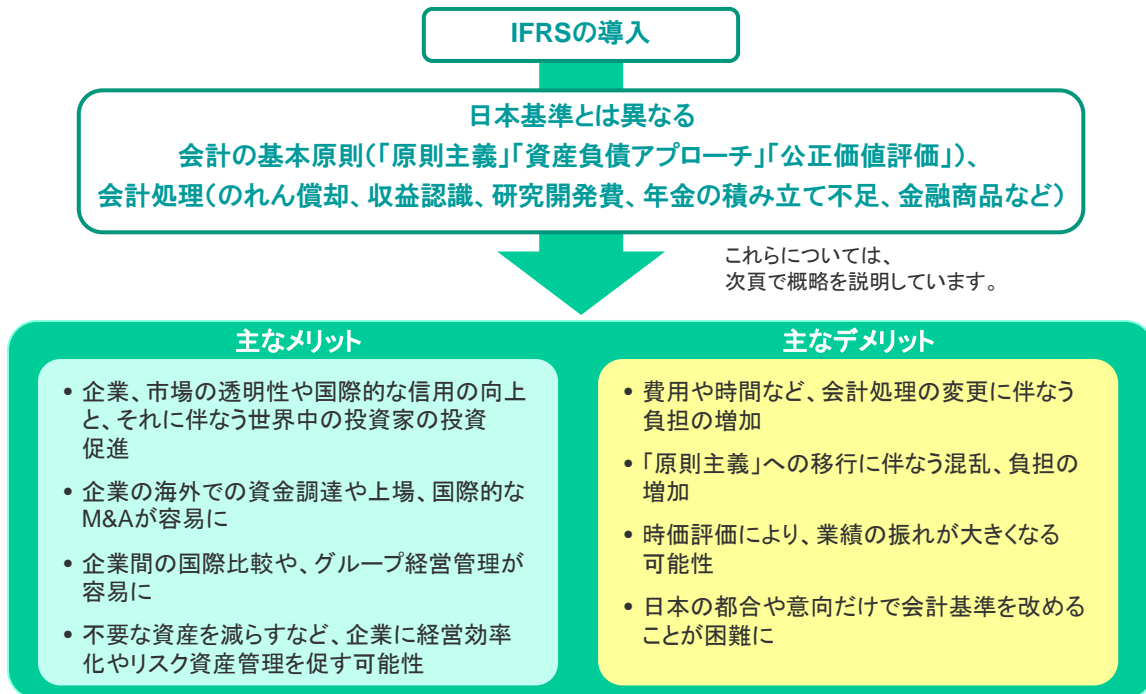 IFRSの導入
日本基準とは異なる
会計の基本原則(「原則主義」「資産負債アプローチ」「公正価値評価」)、
会計処理(のれん償却、収益認識、研究開発費、年金の積み立て不足、金融商品など)
これらについては、
次頁で概略を説明しています。
主なメリット
• 企業、市場の透明性や国際的な信用の向上
と、それに伴なう世界中の投資家の投資
促進
• 企業の海外での資金調達や上場、国際的な
M&Aが容易に
• 企業間の国際比較や、グループ経営管理が
容易に
• 不要な資産を減らすなど、企業に経営効率
化やリスク資産管理を促す可能性
主なデメリット
• 費用や時間など、会計処理の変更に伴なう
負担の増加
• 「原則主義」への移行に伴なう混乱、負担の
増加
• 時価評価により、業績の振れが大きくなる
可能性
• 日本の都合や意向だけで会計基準を改める
ことが困難に